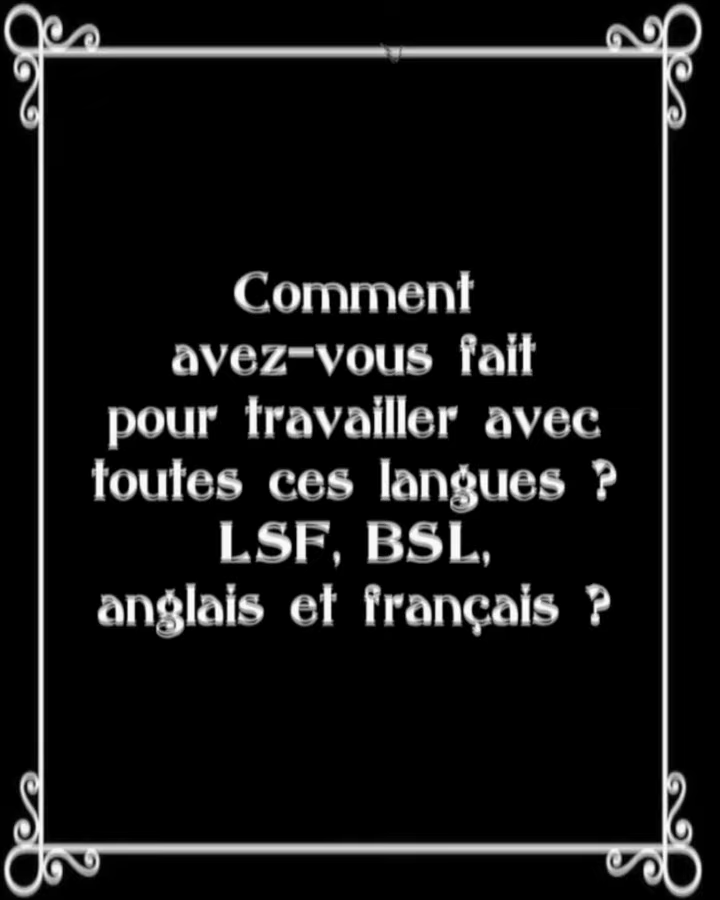 Comment
avez-vous fait
pour travailler avec
toutes ces langues ?
LSF, BSL,
anglais et français ?